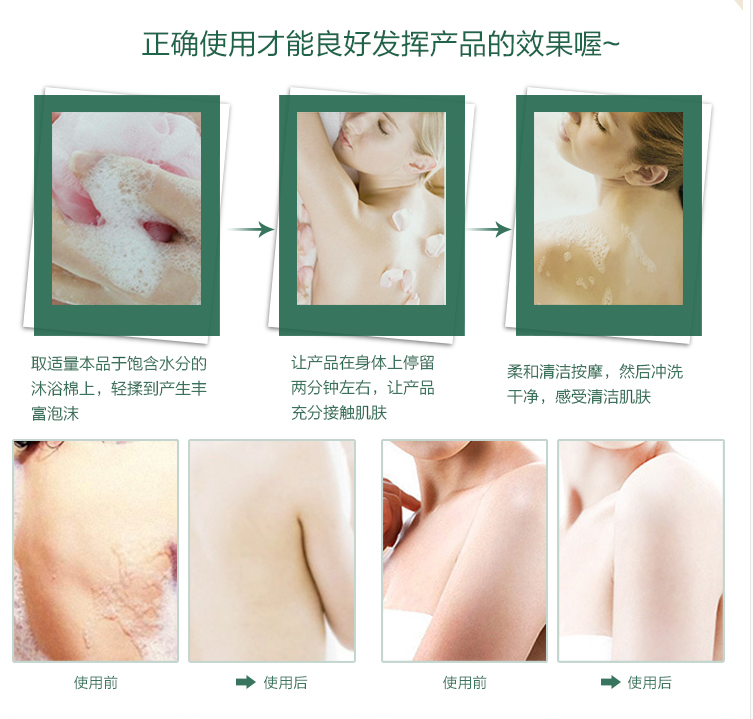 正确使用才能良好发挥产品的效果喔~
取适量本品于饱含水分的
沐浴棉上，轻揉到产生丰
富泡沫
让产品在身体上停留
两分钟左右，让产品
充分接触肌肤
柔和清洁按摩，然后冲洗
干净，感受清洁肌肤
使用前
使用后
使用前
使用后